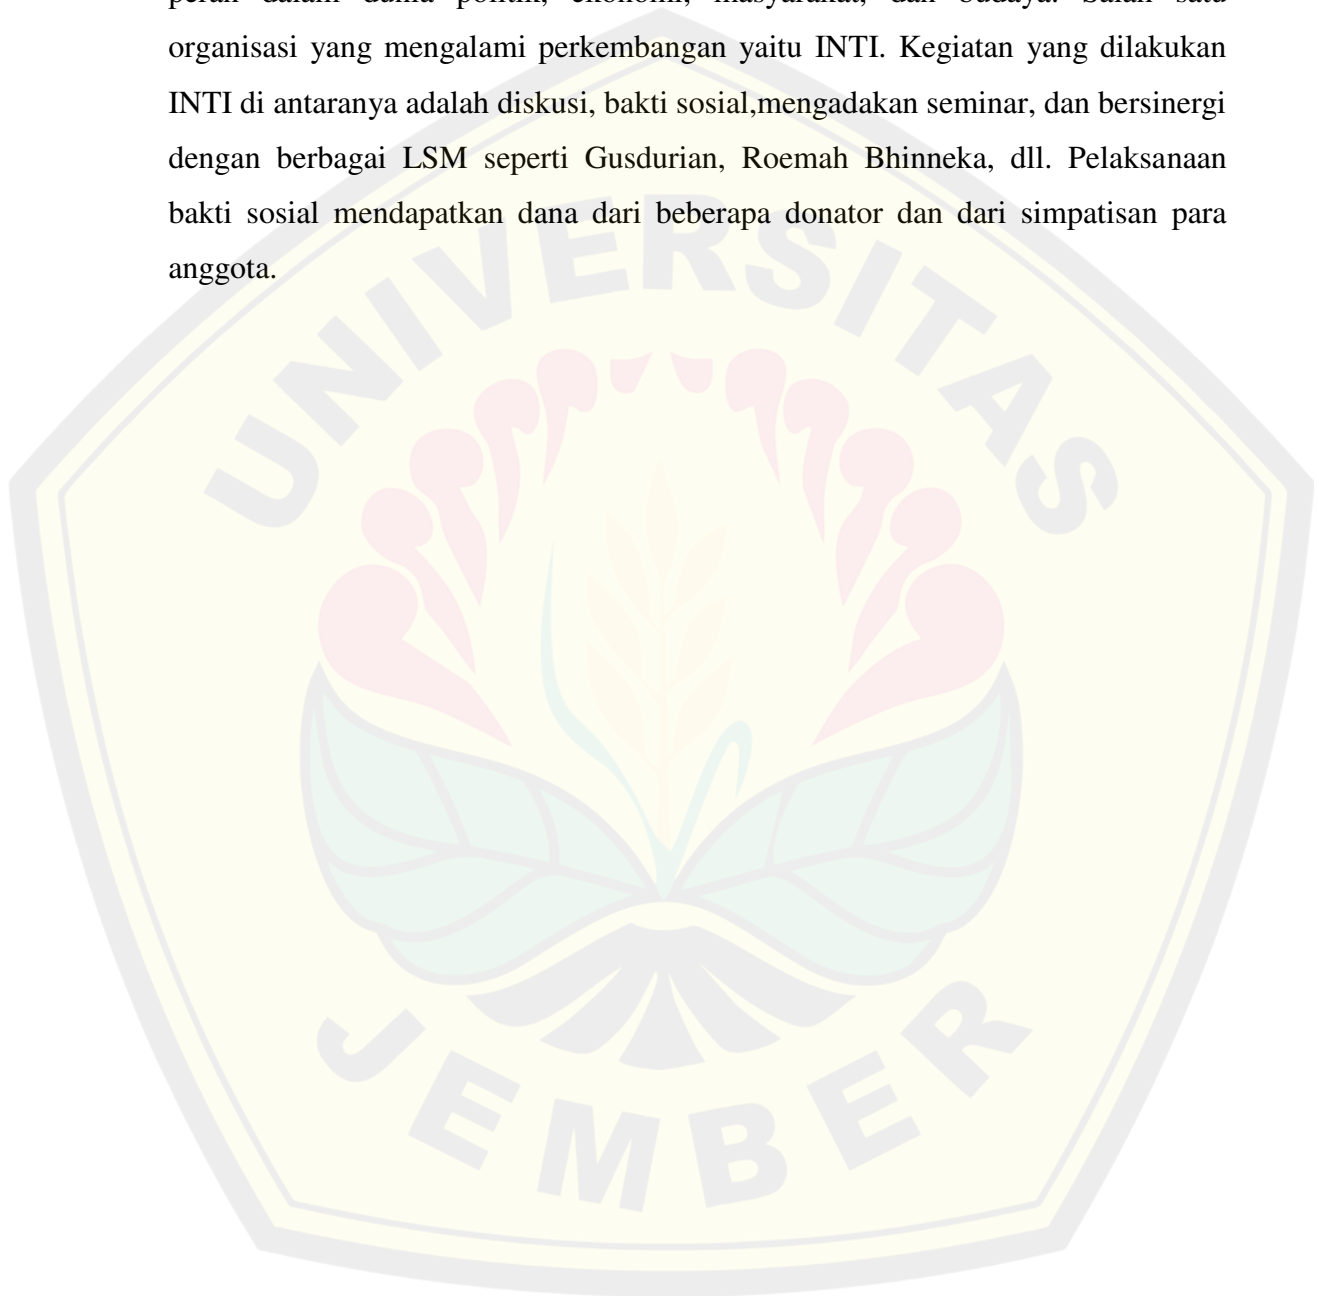 peran dalam dunia politik, ekonomi, masyarakat, dan budaya. Salah satu
organisasi yang mengalami perkembangan yaitu INTI. Kegiatan yang dilakukan
INTI di antaranya adalah diskusi, bakti sosial,mengadakan seminar, dan bersinergi
dengan berbagai LSM seperti Gusdurian, Roemah Bhinneka, dll. Pelaksanaan
bakti sosial mendapatkan dana dari beberapa donator dan dari simpatisan para
anggota.
UNIVERSITAS
JEMBER